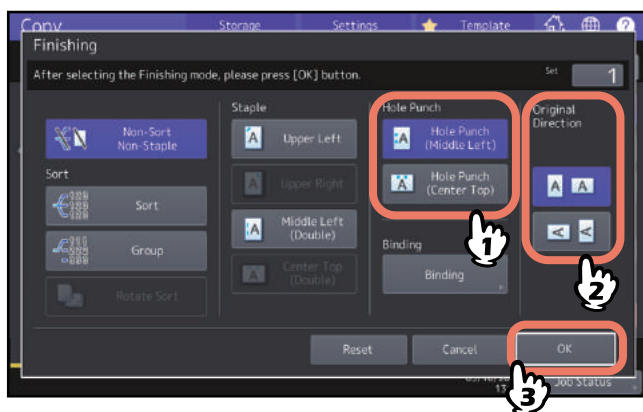 Copy
Storage
Settings
Template
?
Finishing
After selecting the Finishing mode, please press [OK] button.
Set
1
Non-Sort
Non-Staple
Sort
Sort
Group
Rotate Sort
Staple
A
Upper Left
A
Upper Right
A
Middle Left
(Double)
A
Center Top
(Double)
Hole Punch
A
Hole Punch
(Middle Left)
A
Hole Punch
(Center Top)
1
Binding
Binding
Original
Direction
A A
A A
2
Reset
Cancel
OK
3
Job Status